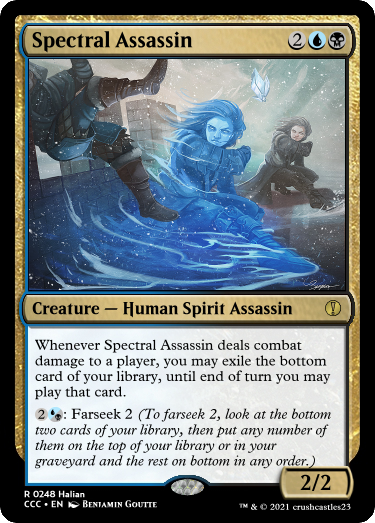 Spectral Assassin 2
Creature — Human Spirit Assassin
Whenever Spectral Assassin deals combat
damage to a player, you may exile the bottom
card of your library, until end of turn you may
play that card.
2 : Farseek 2 (To farseek 2, look at the bottom
two cards of your library, then put any number
of them on the top of your library or in your
graveyard and the rest on bottom in any order.)
2/2
R 0248 Halian
CCC • EN Benjamin Goutte
™ & © 2021 crushcastles23